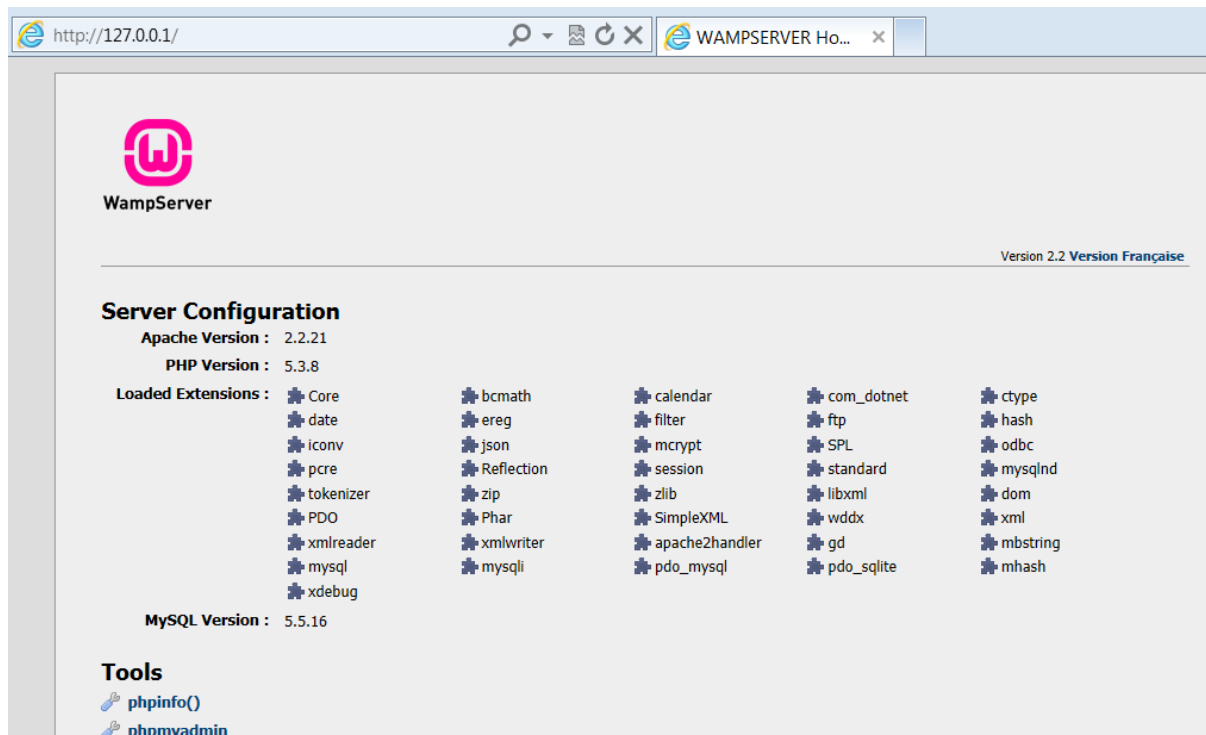 http://127.0.0.1/
WAMPSERVER Ho...
WampServer
Version 2.2 Version Française
Server Configuration
Apache Version : 2.2.21
PHP Version : 5.3.8
Loaded Extensions : Core bcmath calendar com_dotnet ctype
date ereg filter ftp hash
iconv json mcrypt SPL odbc
pcre Reflection session standard mysqlnd
tokenizer zip zlib libxml dom
PDO Phar SimpleXML wddx xml
xmlreader xmlwriter apache2handler gd mbstring
mysql mysqli pdo_mysql pdo_sqlite mhash
xdebug
MySQL Version : 5.5.16
Tools
phpinfo()
phpmyadmin